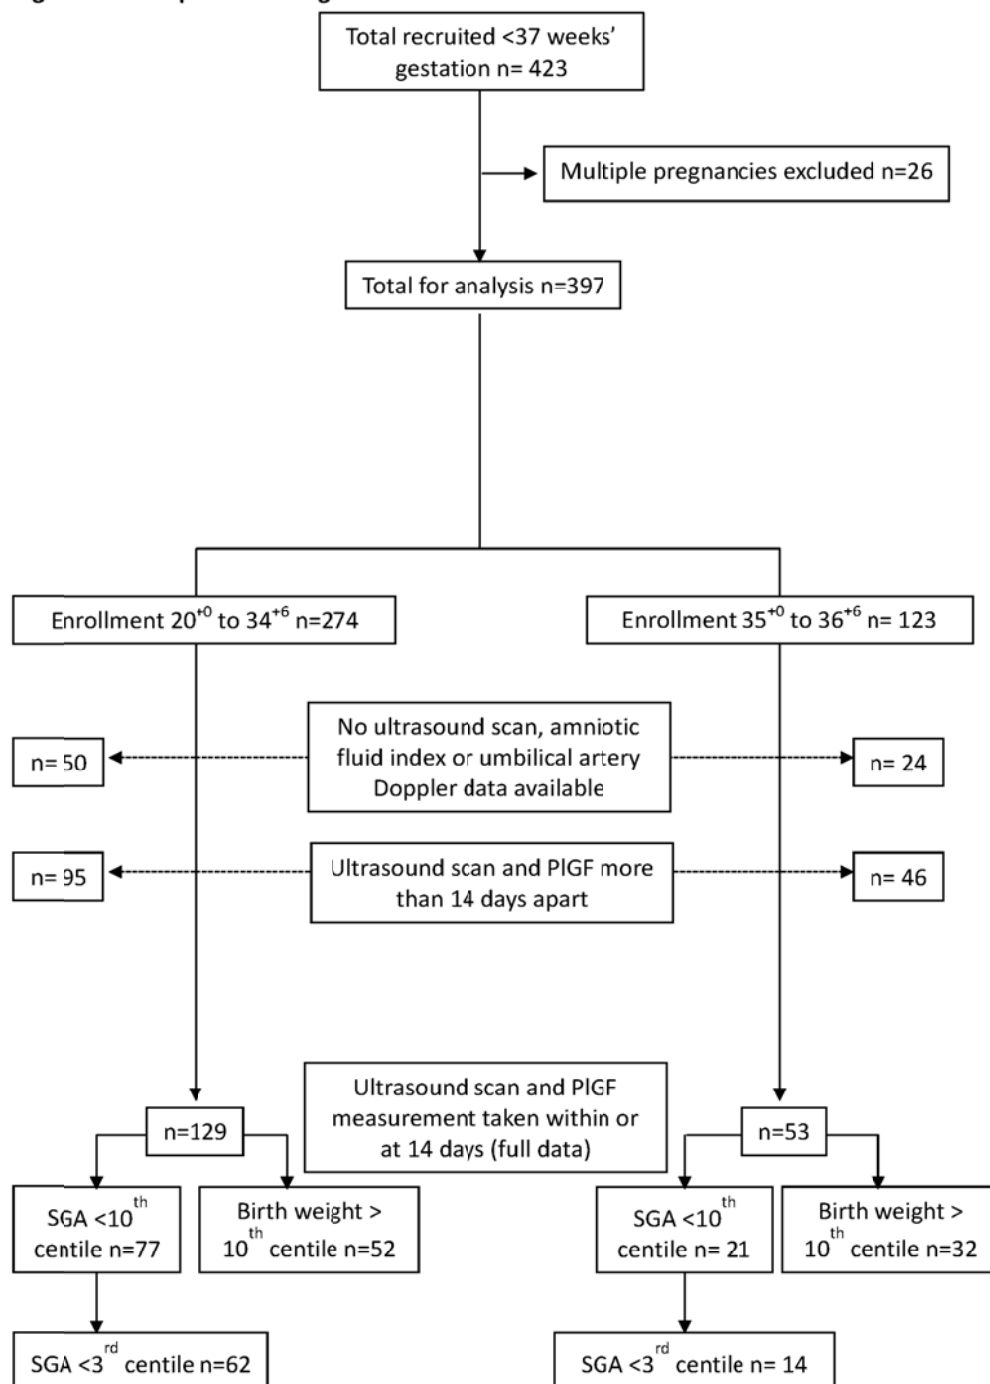 Total recruited <37 weeks'
gestation n= 423
Multiple pregnancies excluded n=26
Total for analysis n=397
Enrollment 20+0 to 34+6 n=274
Enrollment 35+0 to 36+6 n= 123
No ultrasound scan, amniotic
fluid index or umbilical artery
Doppler data available
n= 50
n= 24
Ultrasound scan and PlGF more
than 14 days apart
n= 95
n= 46
Ultrasound scan and PlGF
measurement taken within or
at 14 days (full data)
n=129
n=53
SGA <10th
centile n=77
Birth weight >
10th centile n=52
SGA <10th
centile n= 21
Birth weight >
10th centile n=32
SGA <3rd centile n=62
SGA <3rd centile n= 14